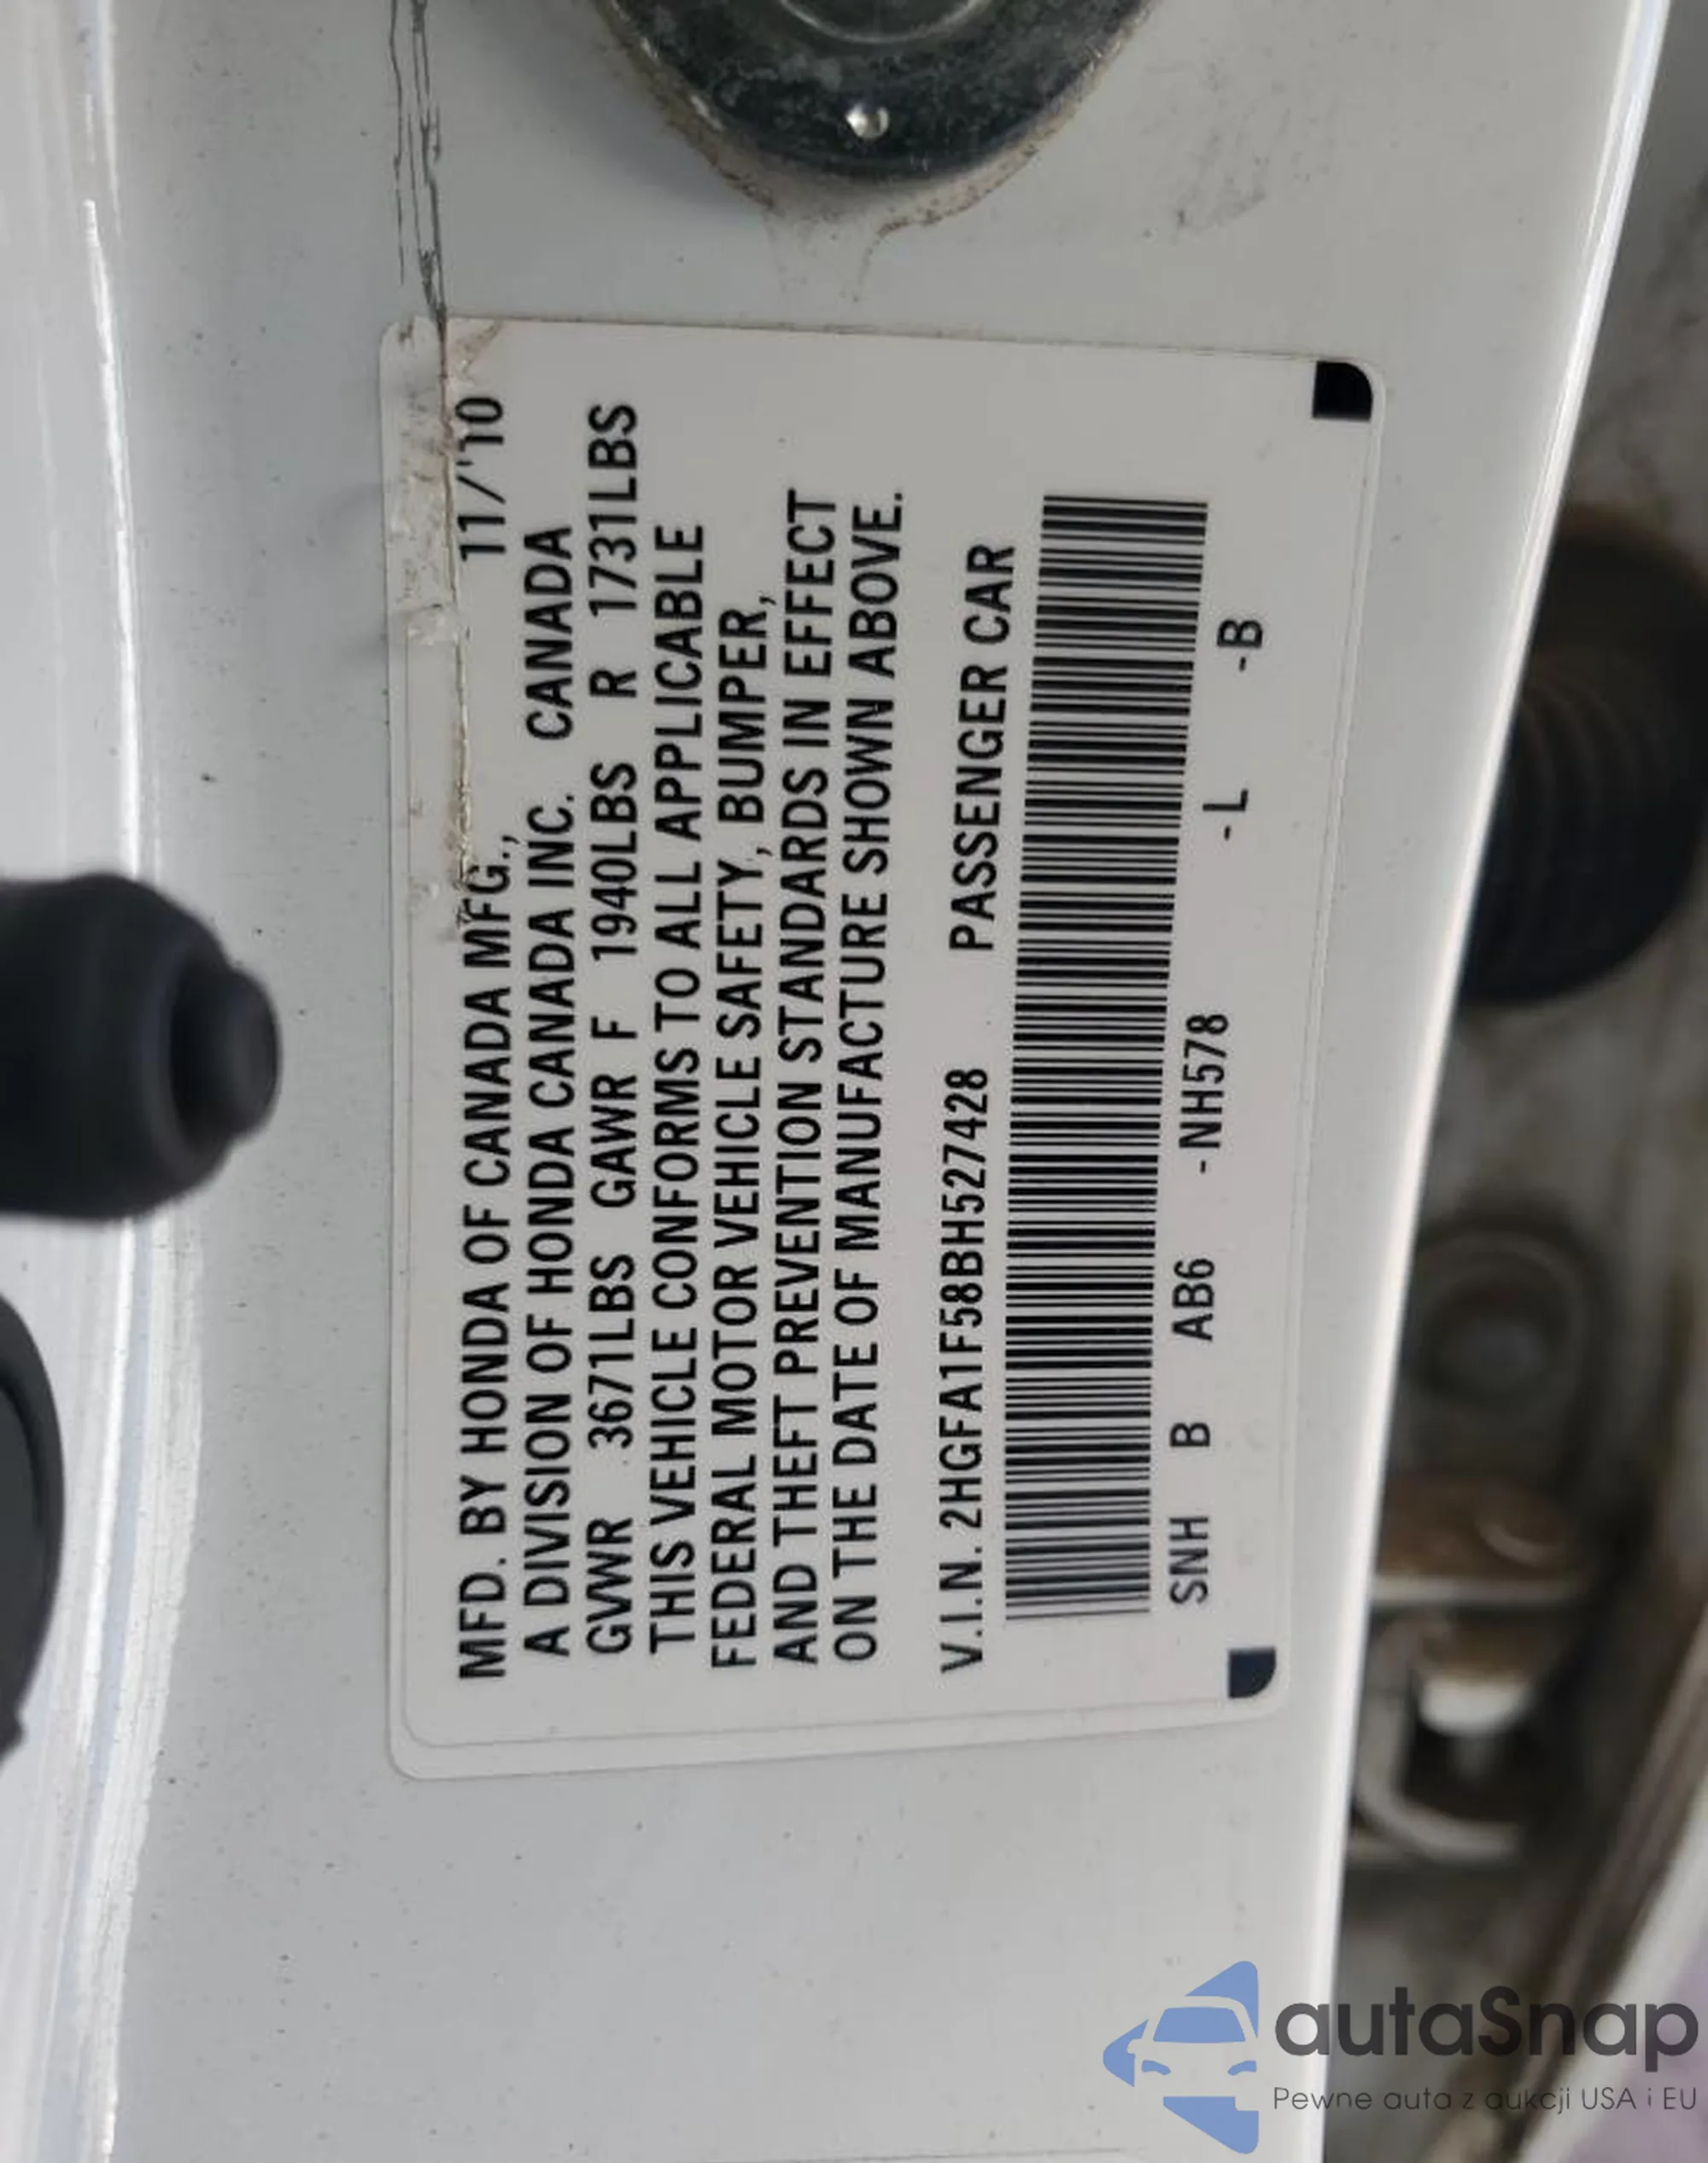 11/'10
MFD. BY HONDA OF CANADA MFG.,
A DIVISION OF HONDA CANADA INC. CANADA
GVWR 3671LBS GAWR F 1940LBS R 1731LBS
THIS VEHICLE CONFORMS TO ALL APPLICABLE
FEDERAL MOTOR VEHICLE SAFETY, BUMPER,
AND THEFT PREVENTION STANDARDS IN EFFECT
ON THE DATE OF MANUFACTURE SHOWN ABOVE.
V.I.N. 2HGFA1F58BH527428 PASSENGER CAR
SNH B AB6 -NH578 -L -B
autaSnap
Pewne auta z aukcji USA i EU